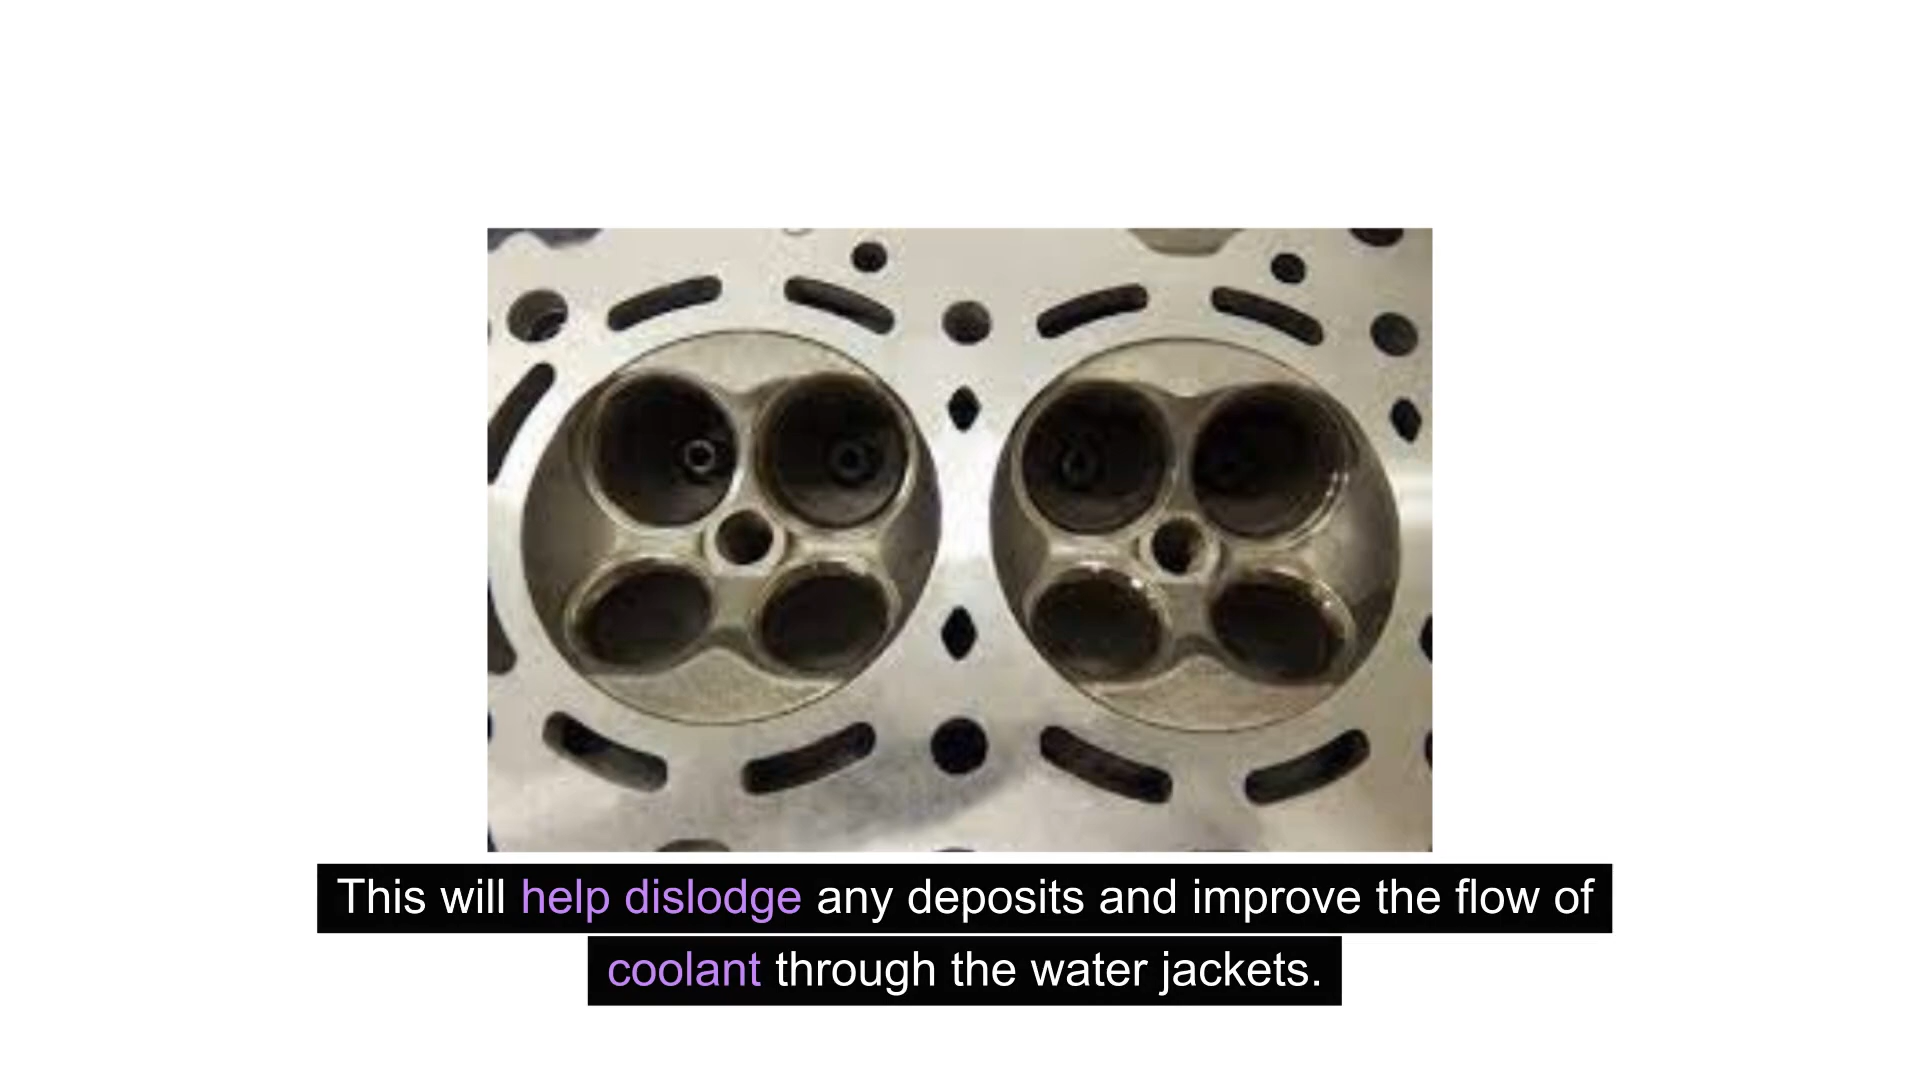 This will help dislodge any deposits and improve the flow of
coolant through the water jackets.